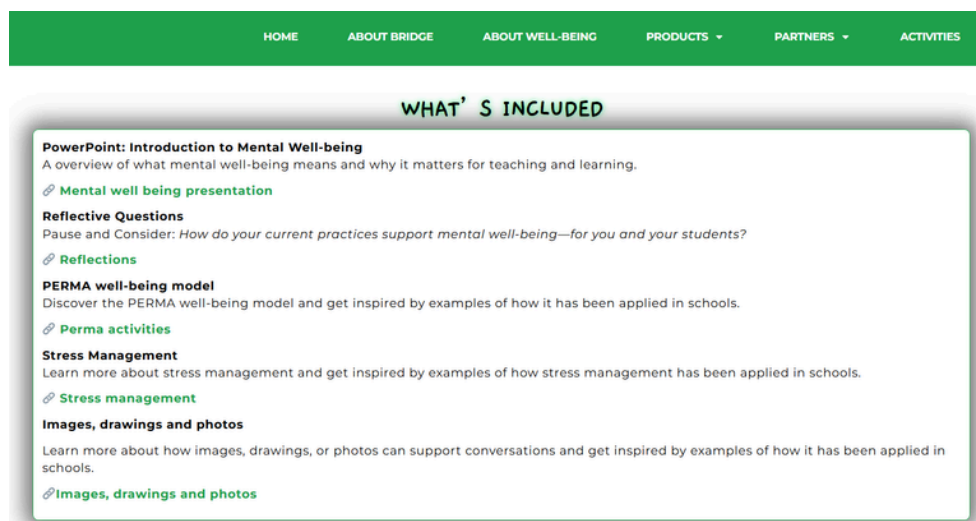 HOME ABOUT BRIDGE ABOUT WELL-BEING PRODUCTS PARTNERS ACTIVITIES
WHAT’S INCLUDED
PowerPoint: Introduction to Mental Well-being
A overview of what mental well-being means and why it matters for teaching and learning.
Mental well being presentation
Reflective Questions
Pause and Consider: How do your current practices support mental well-being—for you and your students?
Reflections
PERMA well-being model
Discover the PERMA well-being model and get inspired by examples of how it has been applied in schools.
Perma activities
Stress Management
Learn more about stress management and get inspired by examples of how stress management has been applied in schools.
Stress management
Images, drawings and photos
Learn more about how images, drawings, or photos can support conversations and get inspired by examples of how it has been applied in
schools.
Images, drawings and photos